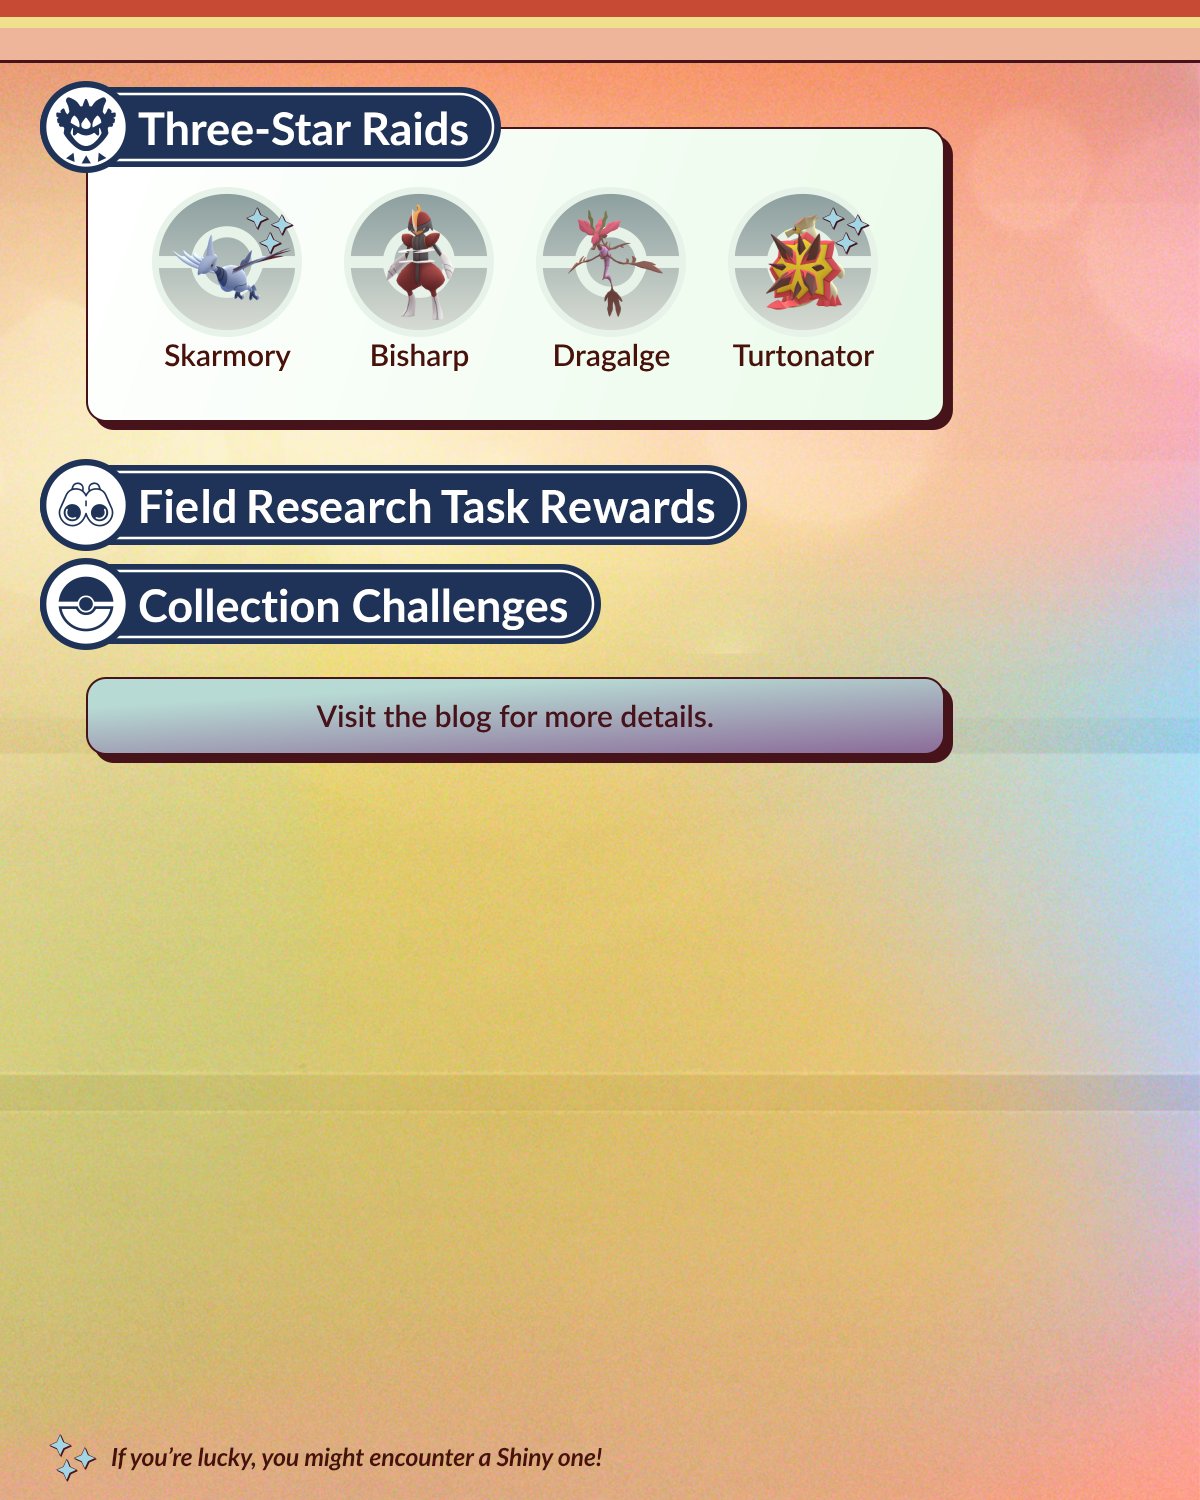 Three-Star Raids
Skarmory
Bisharp
Dragalge
Turtonator
Field Research Task Rewards
Collection Challenges
Visit the blog for more details.
If you’re lucky, you might encounter a Shiny one!